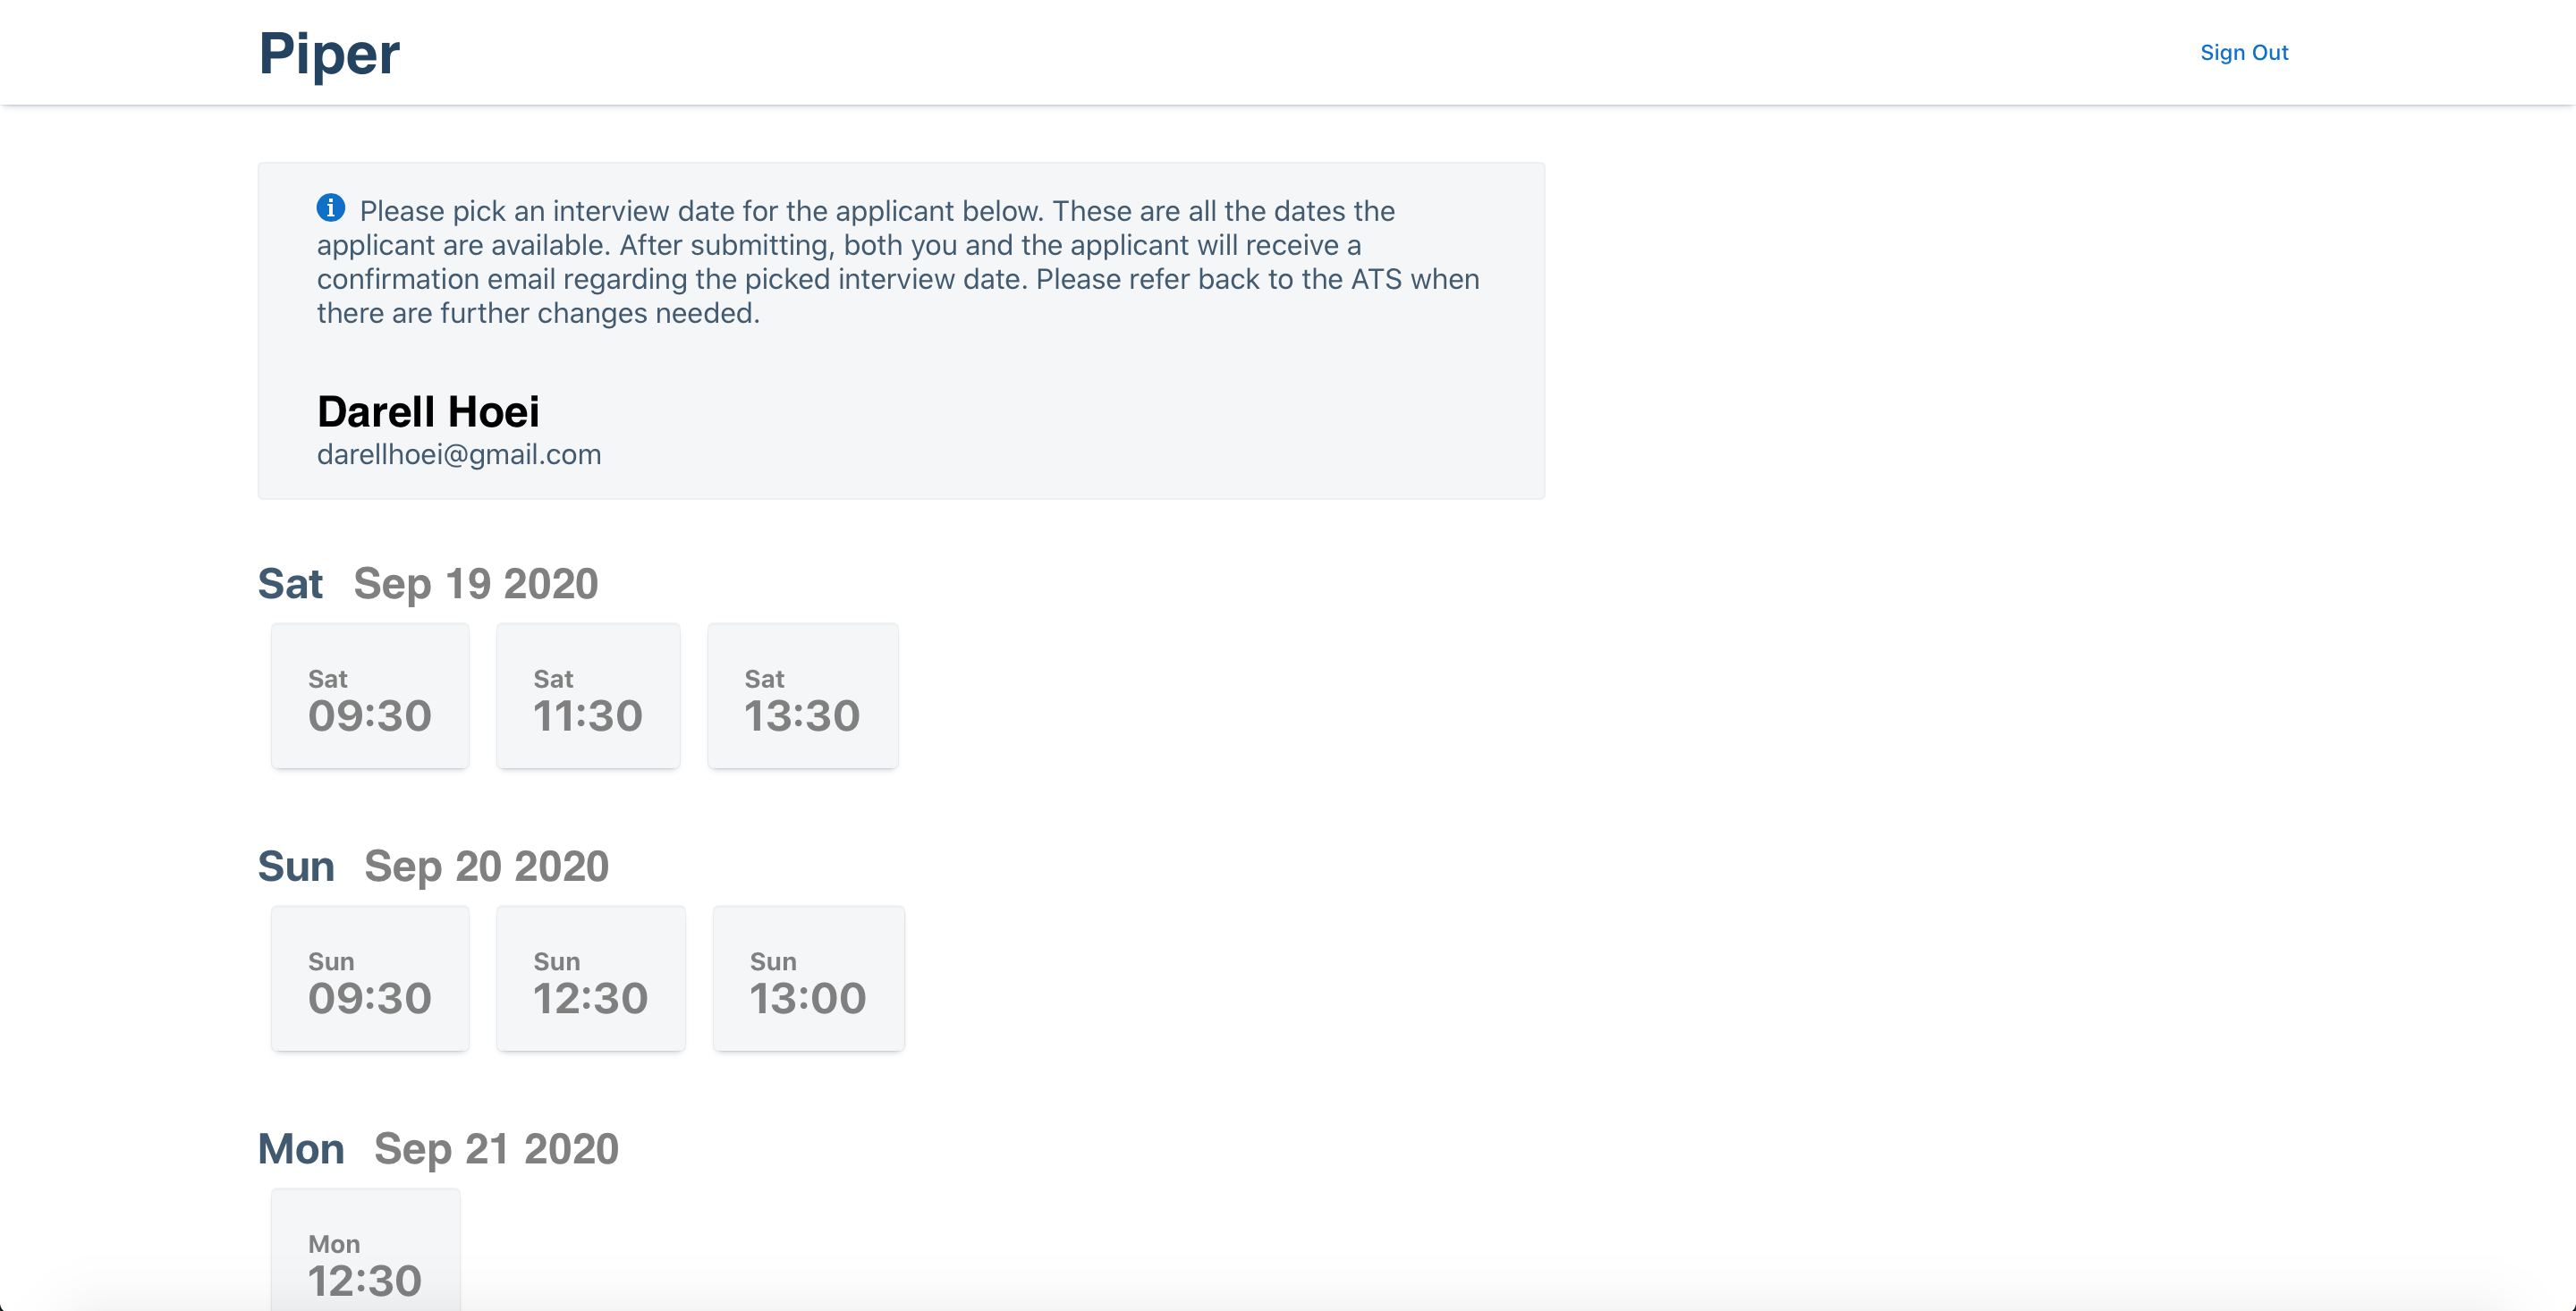 Piper
Sign Out
Please pick an interview date for the applicant below. These are all the dates the
applicant are available. After submitting, both you and the applicant will receive a
confirmation email regarding the picked interview date. Please refer back to the ATS when
there are further changes needed.
Darell Hoei
darellhoei@gmail.com
Sat Sep 19 2020
Sat Sat Sat
09:30 11:30 13:30
Sun Sep 20 2020
Sun Sun Sun
09:30 12:30 13:00
Mon Sep 21 2020
Mon
12:30